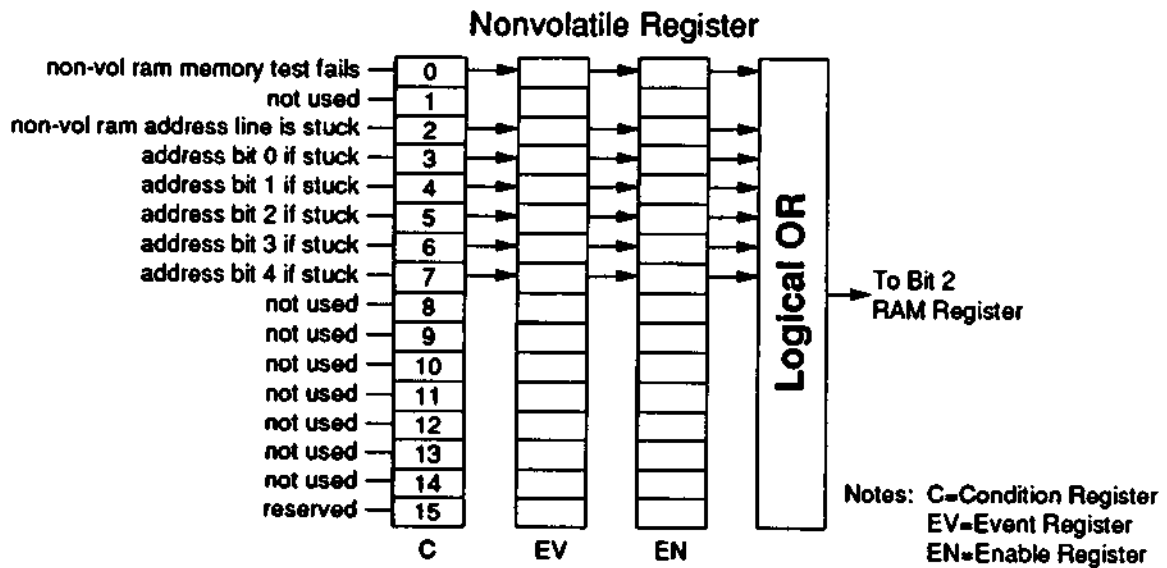 Nonvolatile Register
non-vol ram memory test fails 0
not used 1
non-vol ram address line is stuck 2
address bit 0 if stuck 3
address bit 1 if stuck 4
address bit 2 if stuck 5
address bit 3 if stuck 6
address bit 4 if stuck 7
not used 8
not used 9
not used 10
not used 11
not used 12
not used 13
not used 14
reserved 15
C EV EN
Logical OR
To Bit 2
RAM Register
Notes: C=Condition Register
EV=Event Register
EN=Enable Register